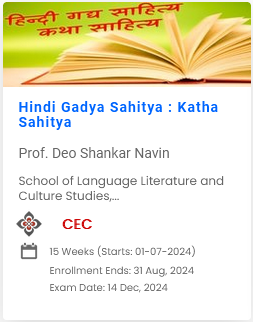 हिन्दी गद्य साहित्य
कथा साहित्य
Hindi Gadya Sahitya : Katha
Sahitya
Prof. Deo Shankar Navin
School of Language Literature and
Culture Studies,...
CEC
15 Weeks (Starts: 01-07-2024)
Enrollment Ends: 31 Aug, 2024
Exam Date: 14 Dec, 2024